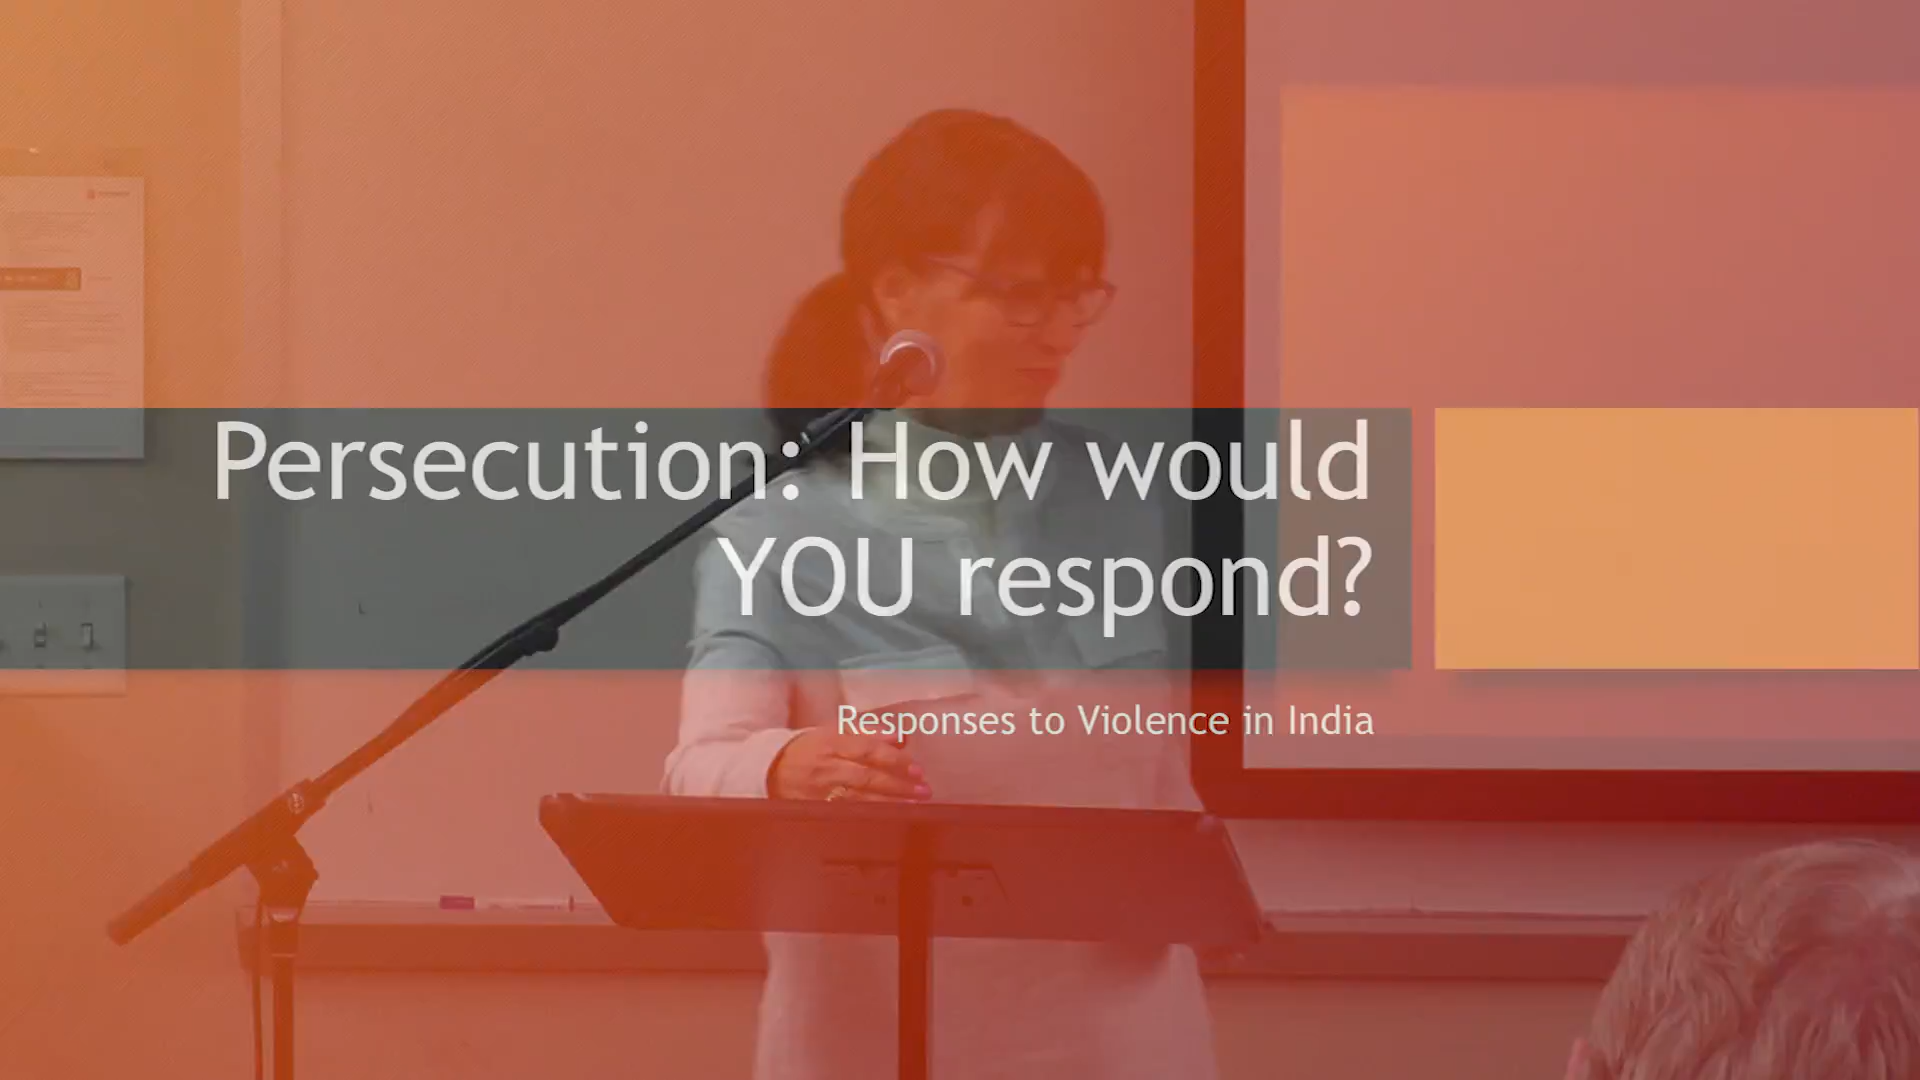 Persecution: How would
YOU respond?
Responses to Violence in India